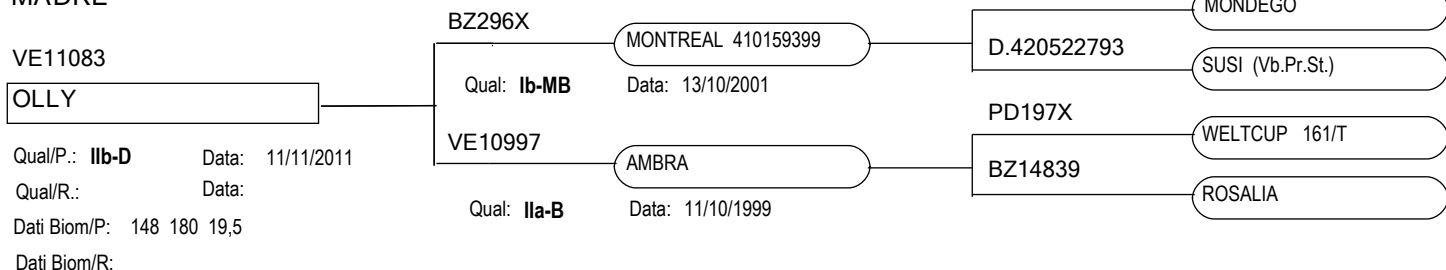 MADRE
VE11083
OLLY
Qual/P.: IIb-D Data: 11/11/2011
Qual/R.: Data:
Dati Biom/P: 148 180 19,5
Dati Biom/R:
BZ296X
MONTREAL 410159399
Qual: Ib-MB Data: 13/10/2001
VE10997
AMBRA
Qual: IIa-B Data: 11/10/1999
MONDEGO
D.420522793
SUSI (Vb.Pr.St.)
PD197X
WELTCUP 161/T
BZ14839
ROSALIA